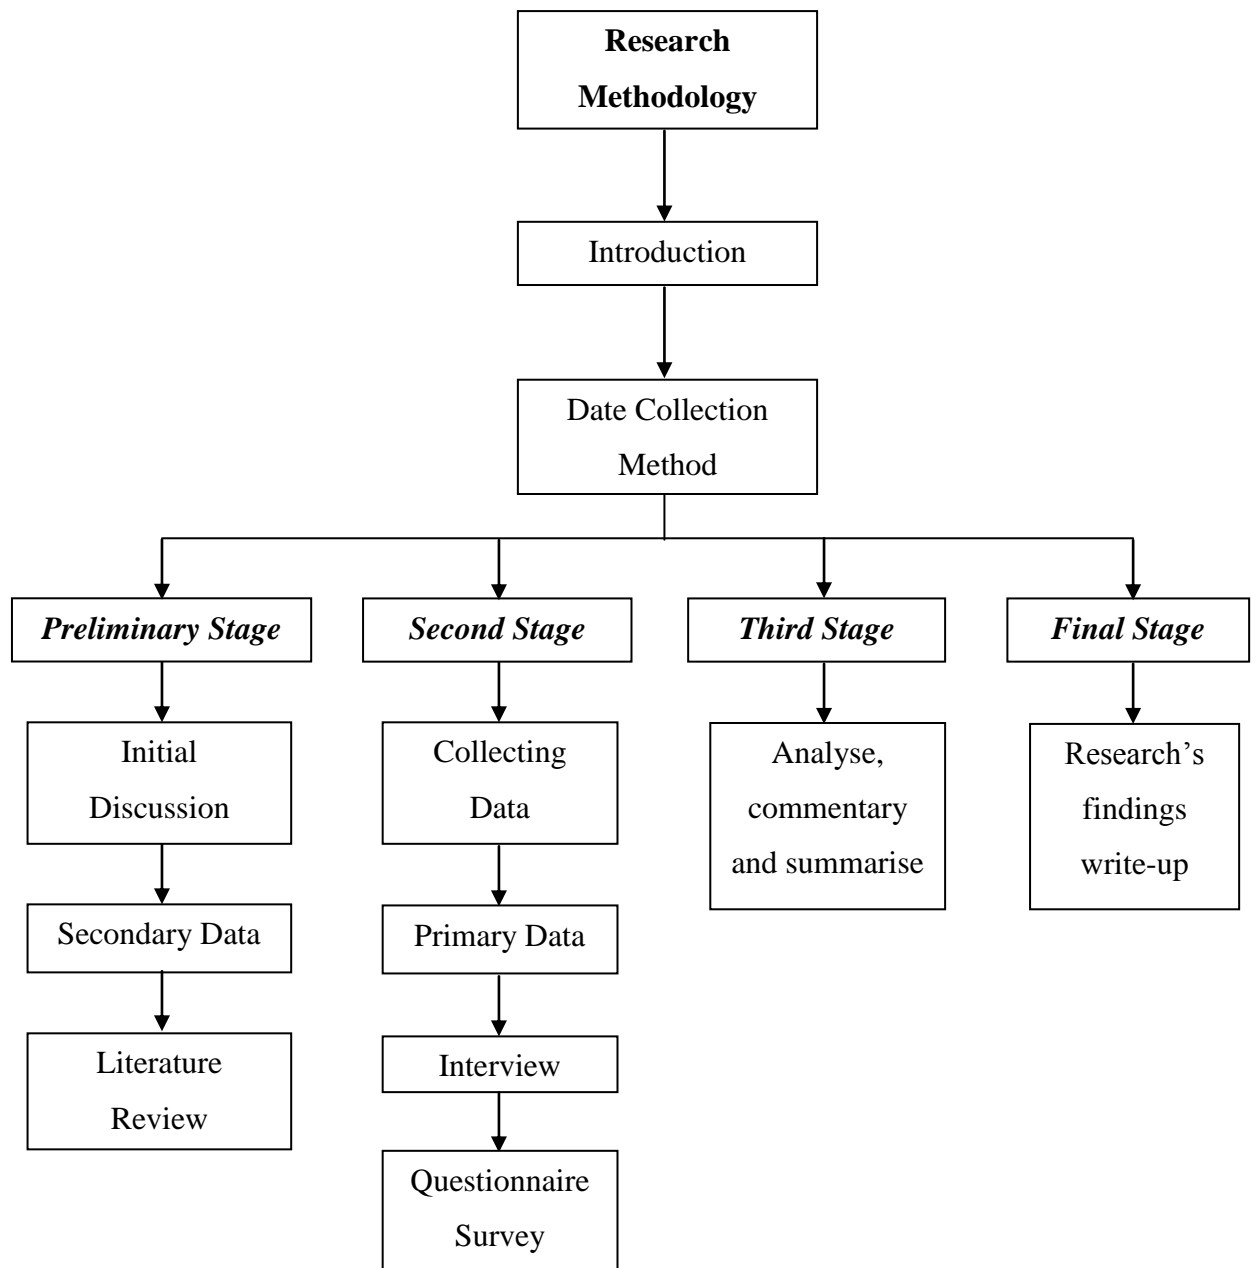 Research
Methodology
Introduction
Date Collection
Method
Preliminary Stage
Second Stage
Third Stage
Final Stage
Initial
Discussion
Collecting
Data
Analyse,
commentary
and summarise
Research’s
findings
write-up
Secondary Data
Primary Data
Literature
Review
Interview
Questionnaire
Survey